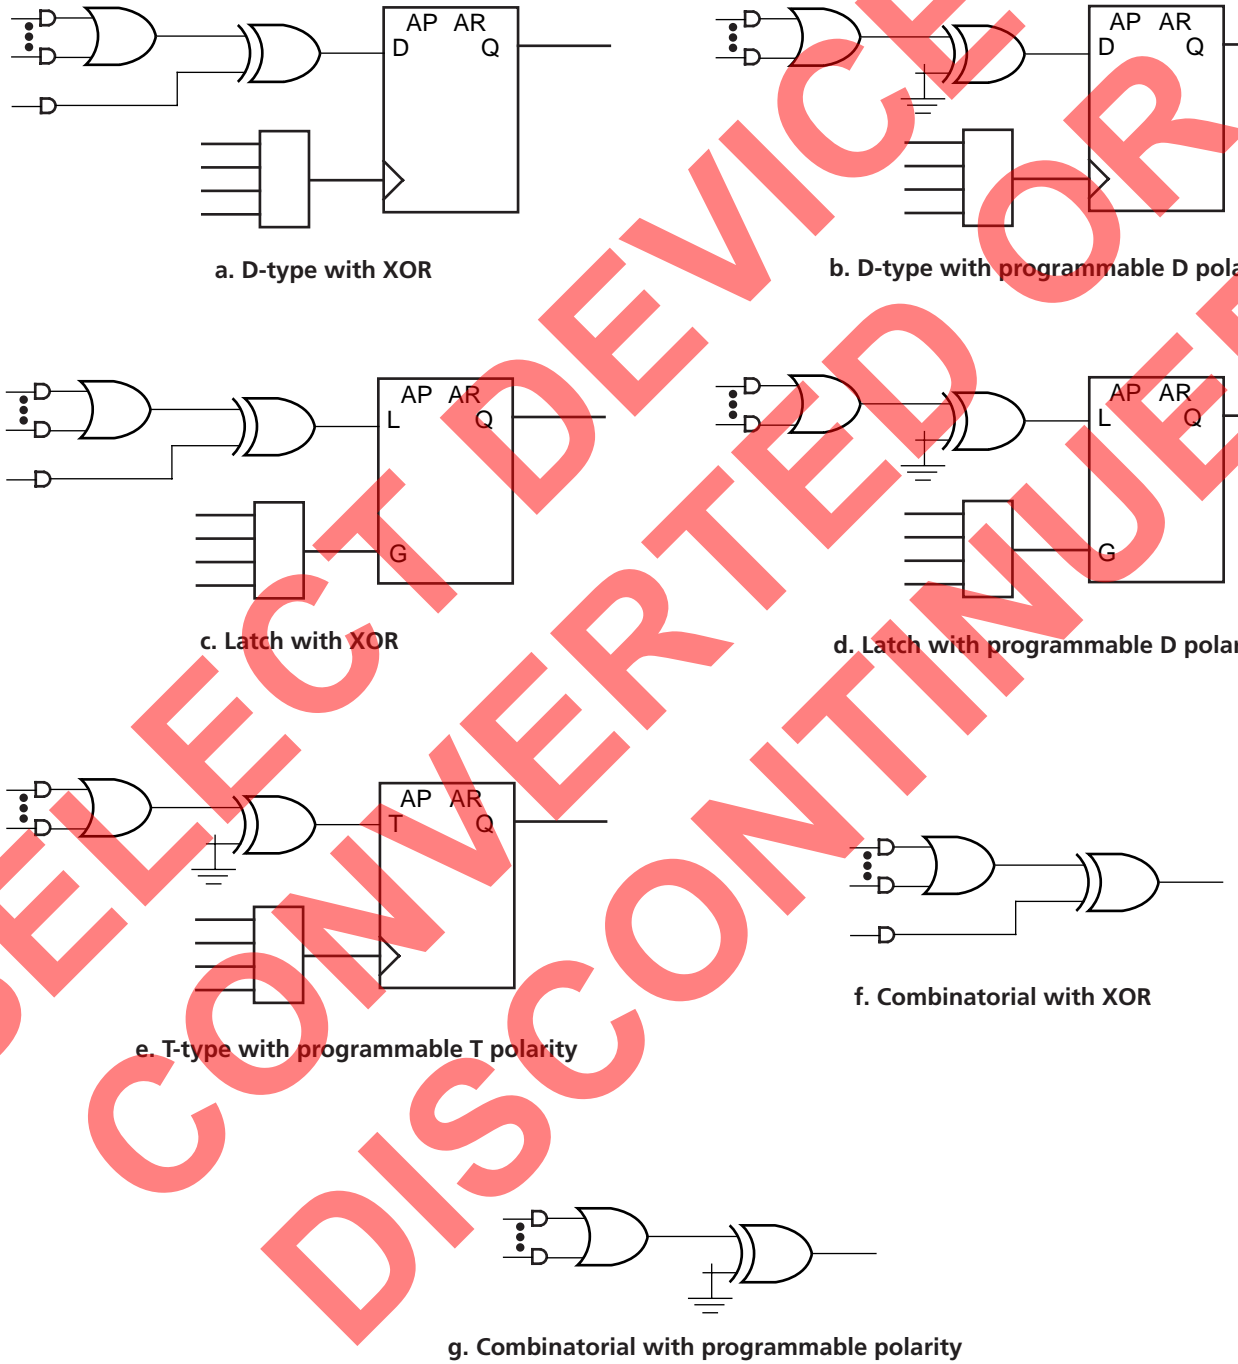 AP AR
D Q
a. D-type with XOR
AP AR
D Q
b. D-type with programmable D pola
AP AR
L Q
G
c. Latch with XOR
AP AR
L Q
G
d. Latch with programmable D polar
AP AR
T Q
e. T-type with programmable T polarity
f. Combinatorial with XOR
g. Combinatorial with programmable polarity
SELECT DEVICE
CONVERTED OR
DISCONTINUE